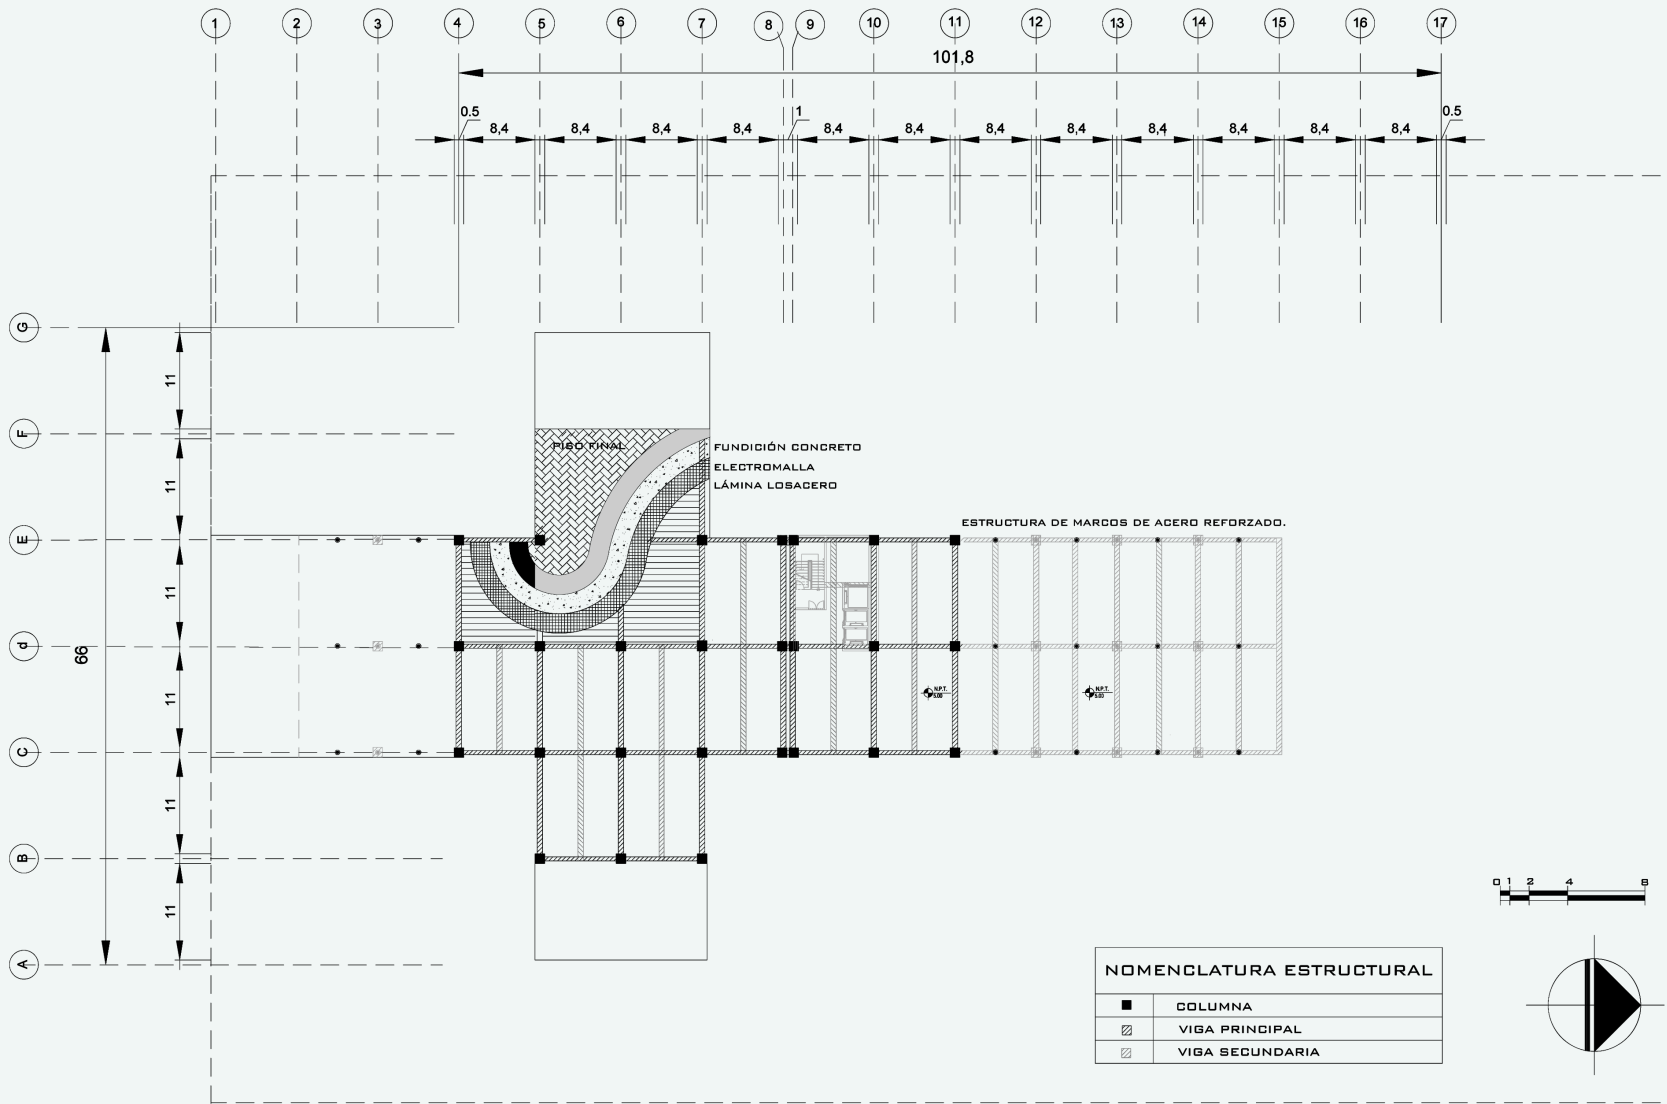 1 2 3 4 5 6 7 8 9 10 11 12 13 14 15 16 17
101,8
0.5 8,4 8,4 8,4 8,4 1 8,4 8,4 8,4 8,4 8,4 8,4 8,4 8,4 0.5
G
11
F
PISO FINAL
FUNDICIÓN CONCRETO
ELECTROMALLA
LÁMINA LOSACERO
11
ESTRUCTURA DE MARCOS DE ACERO REFORZADO.
E
11
d
66
11
N.P.T.
5.00
N.P.T.
5.00
C
11
B
11
A
0 1 2 4 8
NOMENCLATURA ESTRUCTURAL
COLUMNA
VIGA PRINCIPAL
VIGA SECUNDARIA